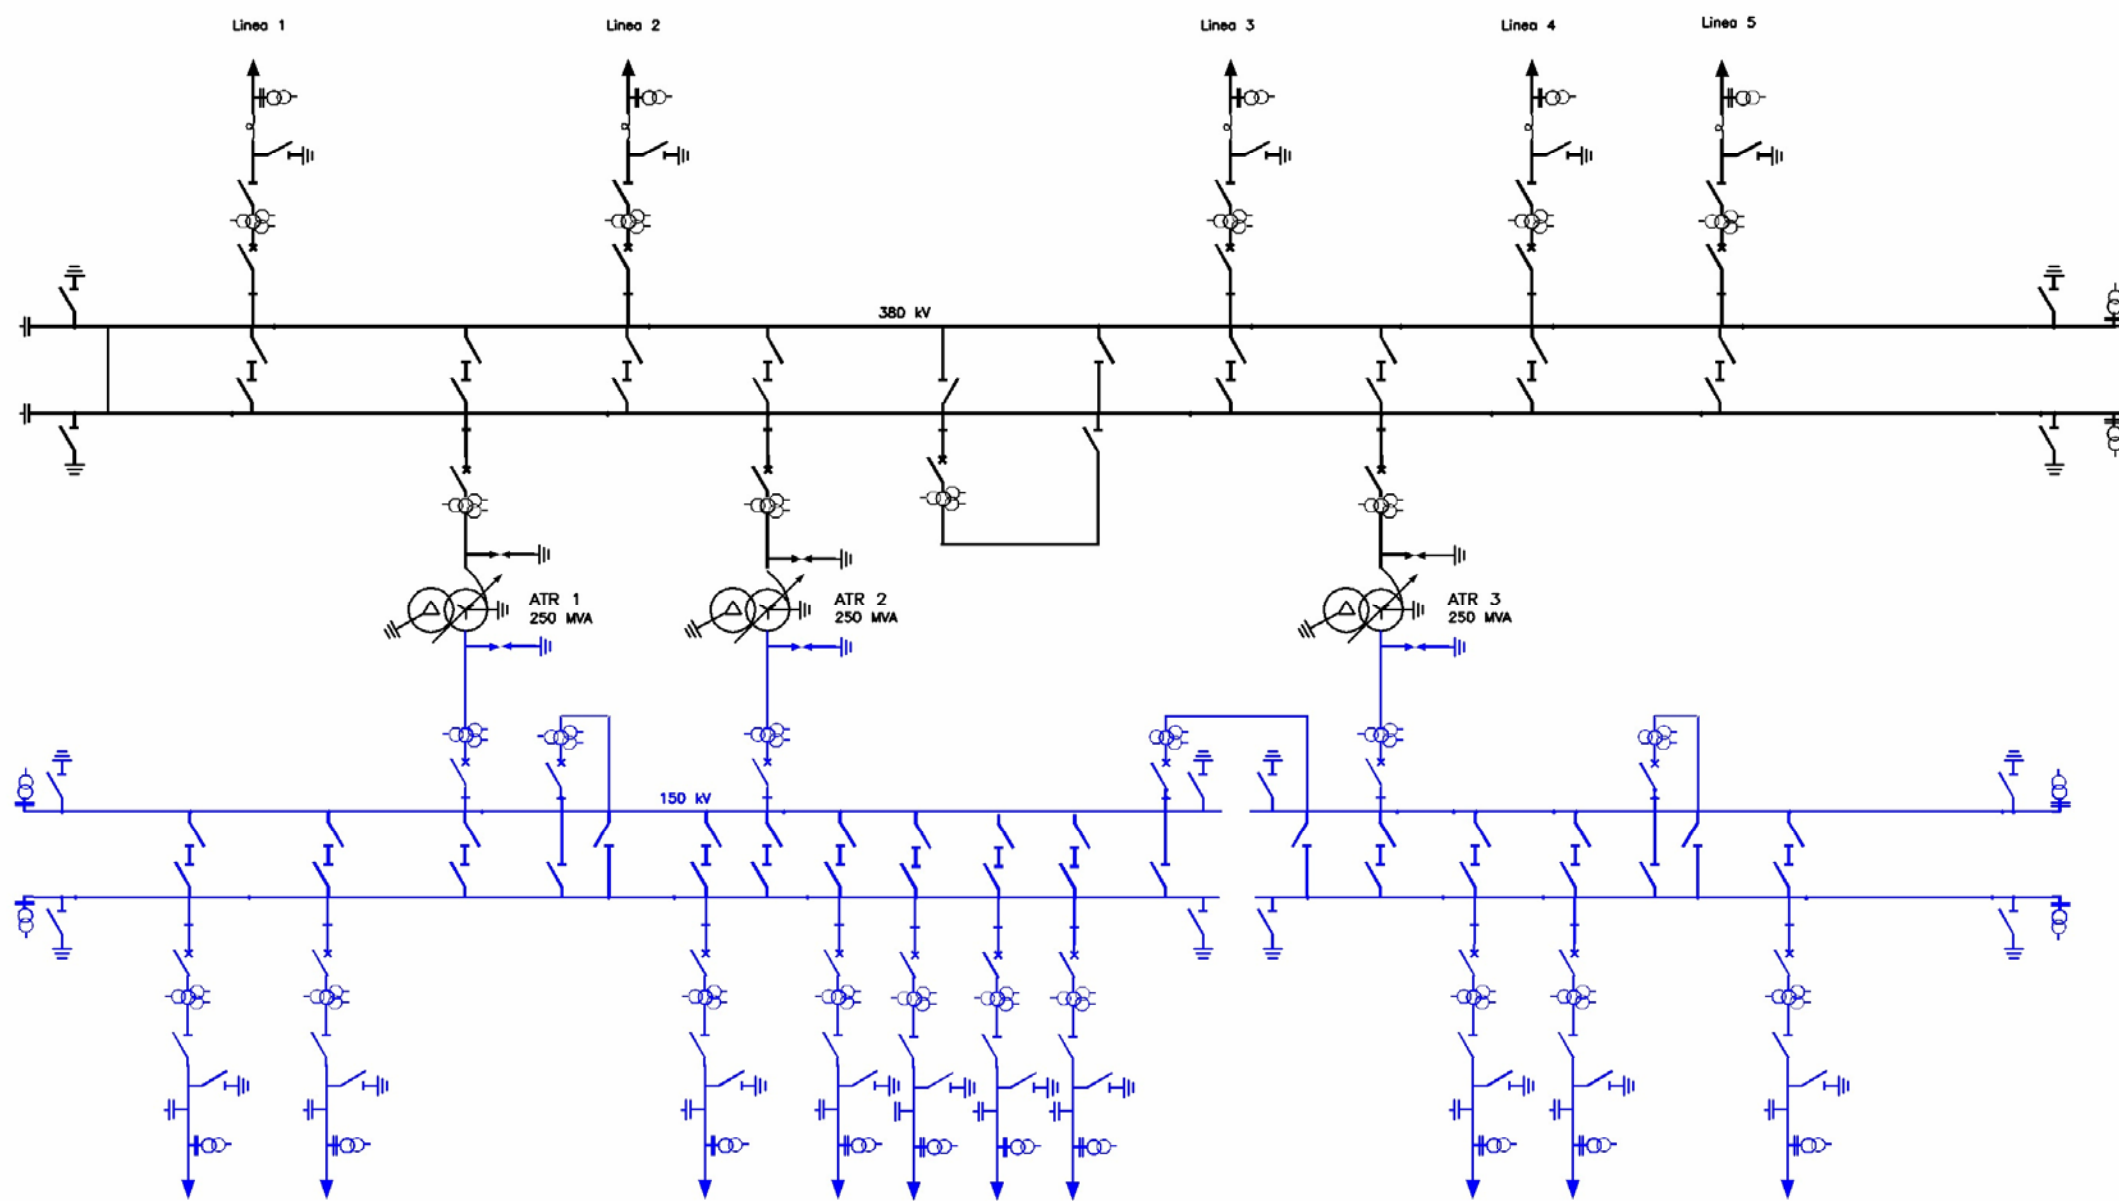 Linea 1
Linea 2
Linea 3
Linea 4
Linea 5
380 kV
ATR 1
250 MVA
ATR 2
250 MVA
ATR 3
250 MVA
150 kV